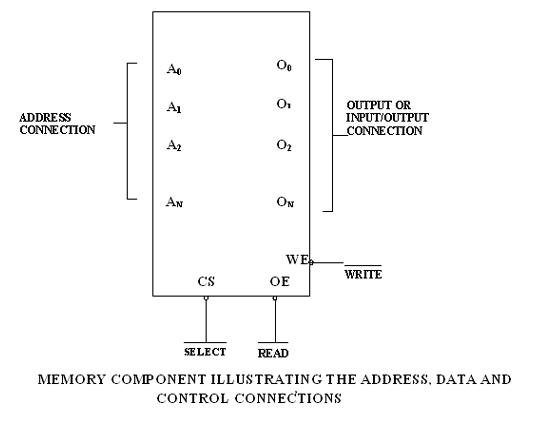 A0 O0
A1 O1
A2 O2
AN ON
ADDRESS
CONNECTION
OUTPUT OR
INPUT/OUTPUT
CONNECTION
WE
WRITE
CS OE
SELECT READ
MEMORY COMPONENT ILLUSTRATING THE ADDRESS, DATA AND
CONTROL CONNECTIONS